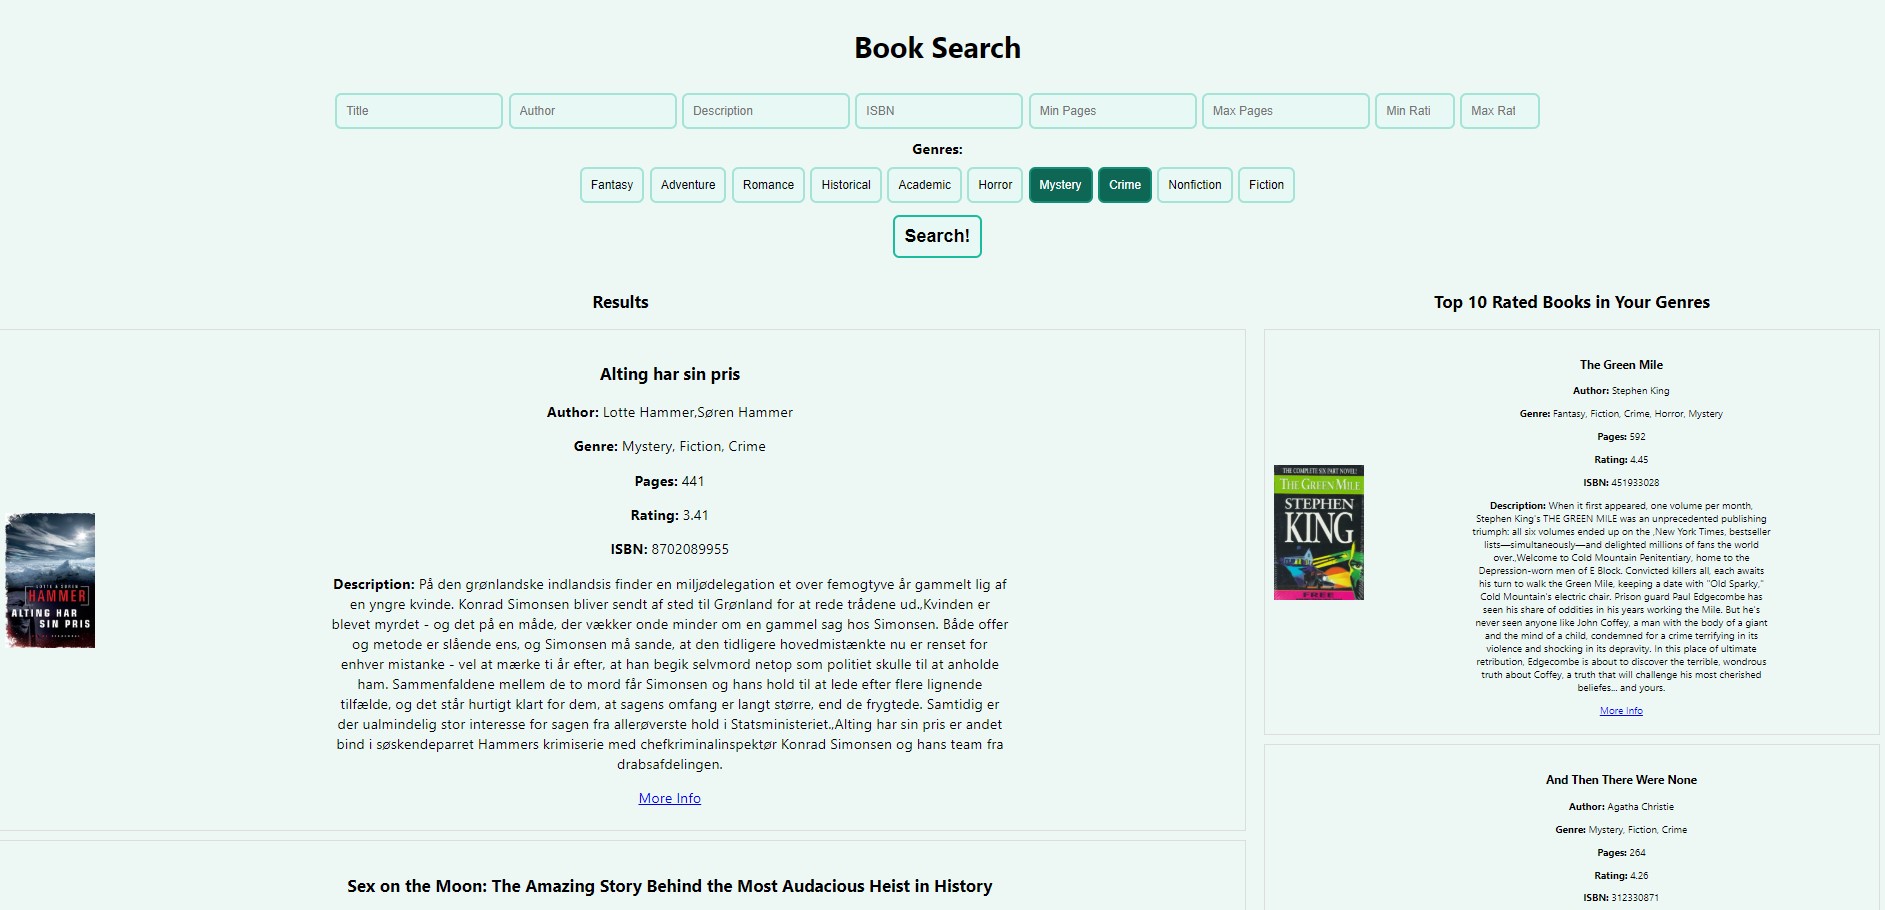 Book Search
Title
Author
Description
ISBN
Min Pages
Max Pages
Min Rati
Max Rat
Genres:
Fantasy
Adventure
Romance
Historical
Academic
Horror
Mystery
Crime
Nonfiction
Fiction
Search!
Results
Alting har sin pris
Author: Lotte Hammer,Søren Hammer
Genre: Mystery, Fiction, Crime
Pages: 441
Rating: 3.41
ISBN: 8702089955
LOTTE & SØREN
HAMMER
ALTING HAR
SIN PRIS
Description: På den grønlandske indlandsis finder en miljødelegation et over femogtyve år gammelt lig af
en yngre kvinde. Konrad Simonsen bliver sendt af sted til Grønland for at rede trådene ud.,Kvinden er
blevet myrdet - og det på en måde, der vækker onde minder om en gammel sag hos Simonsen. Både offer
og metode er slående ens, og Simonsen må sande, at den tidligere hovedmistænkte nu er renset for
enhver mistanke - vel at mærke ti år efter, at han begik selvmord netop som politiet skulle til at anholde
ham. Sammenfaldene mellem de to mord får Simonsen og hans hold til at lede efter flere lignende
tilfælde, og det står hurtigt klart for dem, at sagens omfang er langt større, end de frygtede. Samtidig er
der ualmindelig stor interesse for sagen fra allerøverste hold i Statsministeriet.,Alting har sin pris er andet
bind i søskendeparret Hammers krimiserie med chefkriminalinspektør Konrad Simonsen og hans team fra
drabsafdelingen.
More Info
Sex on the Moon: The Amazing Story Behind the Most Audacious Heist in History
Top 10 Rated Books in Your Genres
The Green Mile
Author: Stephen King
Genre: Fantasy, Fiction, Crime, Horror, Mystery
Pages: 592
Rating: 4.45
ISBN: 451933028
THE COMPLETE SIX PART NOVEL!
THE GREEN MILE
STEPHEN
KING
FREE
Description: When it first appeared, one volume per month,
Stephen King's THE GREEN MILE was an unprecedented publishing
triumph: all six volumes ended up on the ,New York Times, bestseller
lists—simultaneously—and delighted millions of fans the world
over.,Welcome to Cold Mountain Penitentiary, home to the
Depression-worn men of E Block. Convicted killers all, each awaits
his turn to walk the Green Mile, keeping a date with "Old Sparky,"
Cold Mountain's electric chair. Prison guard Paul Edgecombe has
seen his share of oddities in his years working the Mile. But he's
never seen anyone like John Coffey, a man with the body of a giant
and the mind of a child, condemned for a crime terrifying in its
violence and shocking in its depravity. In this place of ultimate
retribution, Edgecombe is about to discover the terrible, wondrous
truth about Coffey, a truth that will challenge his most cherished
beliefes... and yours.
More Info
And Then There Were None
Author: Agatha Christie
Genre: Mystery, Fiction, Crime
Pages: 264
Rating: 4.26
ISBN: 312330871